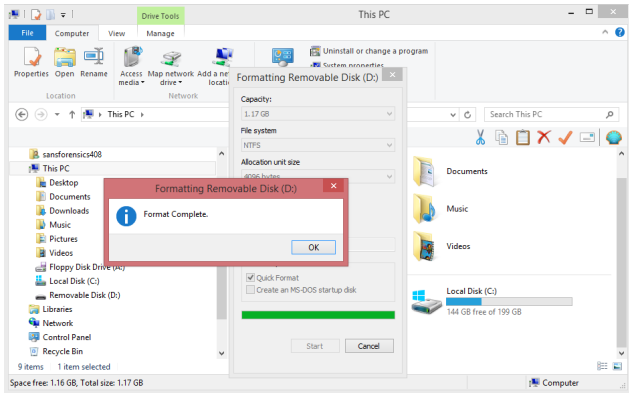 Drive Tools
This PC
File
Computer
View
Manage
Properties
Open
Rename
Access media
Map network drive
Add a ne
locati
Uninstall or change a program
System properties
Location
Network
This PC
Search This PC
Formatting Removable Disk (D:)
Capacity:
1.17 GB
File system
NTFS
Allocation unit size
4096 bytes
Quick Format
Create an MS-DOS startup disk
Start
Cancel
sansforensics408
This PC
Desktop
Documents
Downloads
Music
Pictures
Videos
Floppy Disk Drive (A:)
Local Disk (C:)
Removable Disk (D:)
Libraries
Network
Control Panel
Recycle Bin
Formatting Removable Disk (D:)
Format Complete.
OK
Documents
Music
Videos
Local Disk (C:)
144 GB free of 199 GB
9 items
1 item selected
Space free: 1.16 GB, Total size: 1.17 GB
Computer